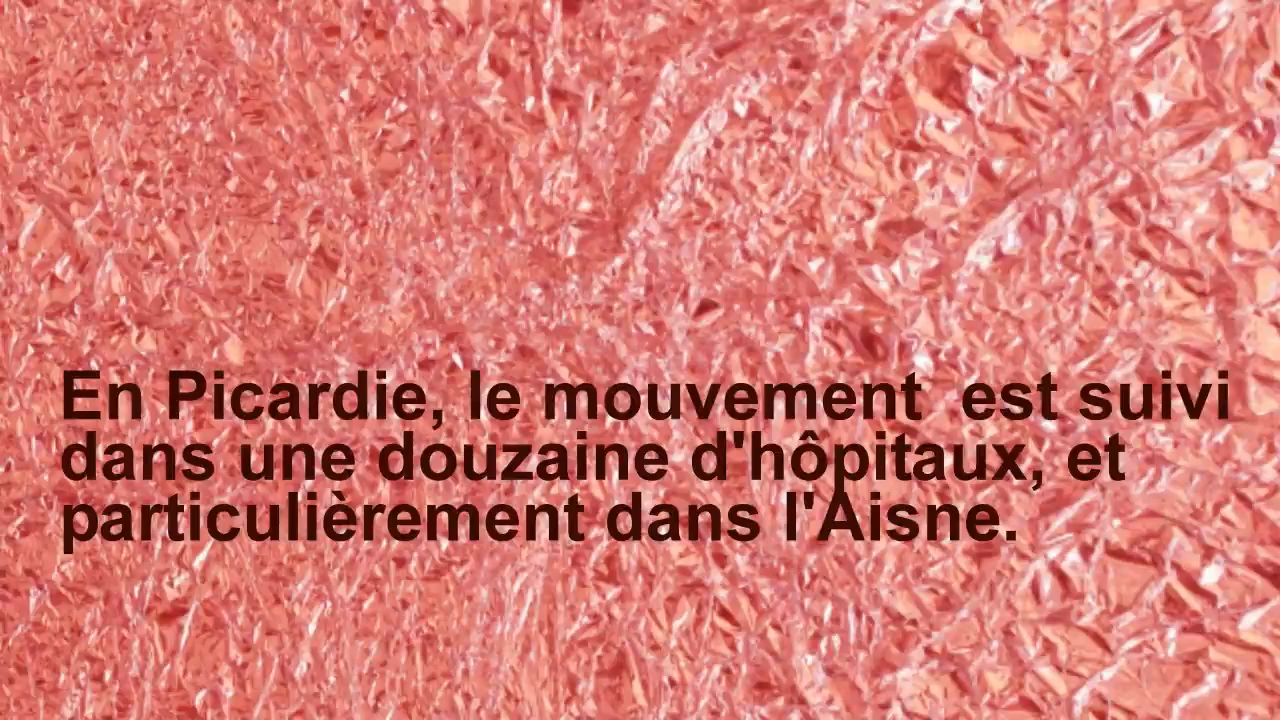 En Picardie, le mouvement  est suivi
dans une douzaine d'hôpitaux, et
particulièrement dans l'Aisne.